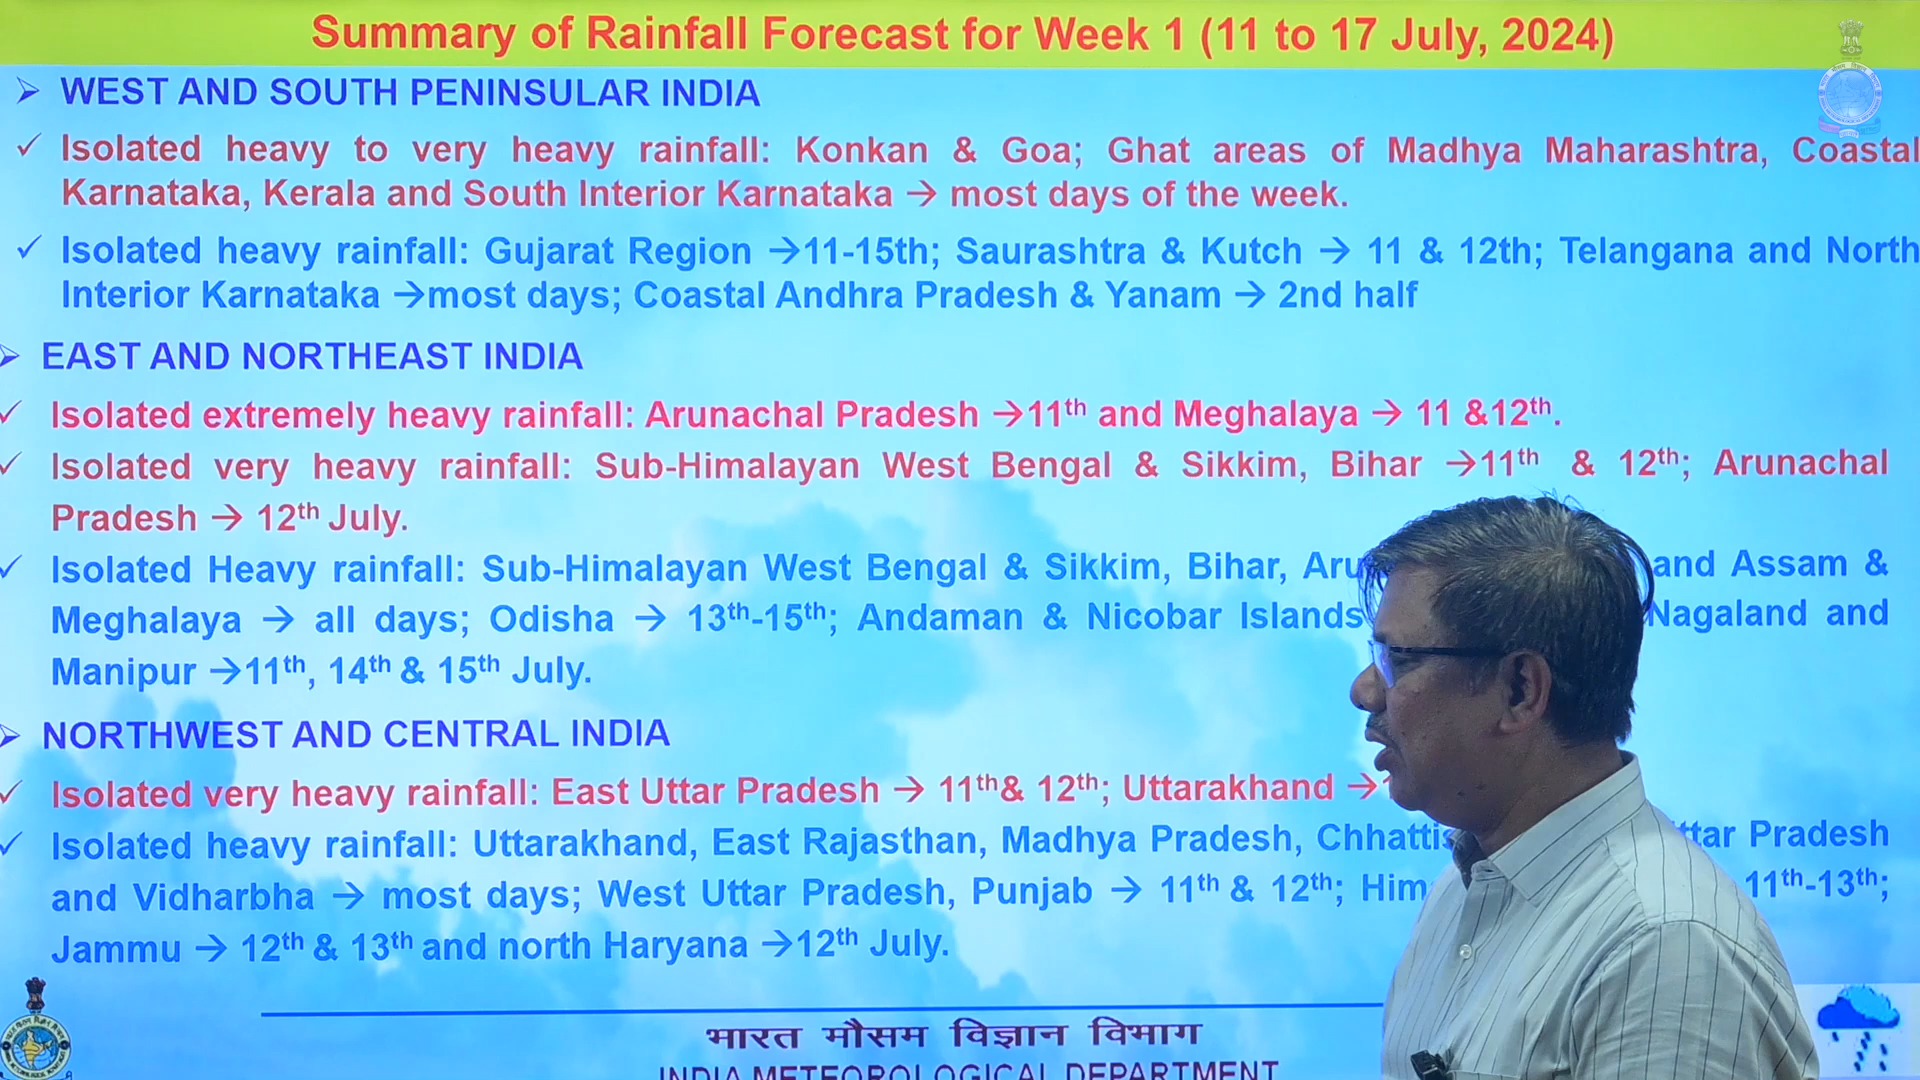 Summary of Rainfall Forecast for Week 1 (11 to 17 July, 2024)
➢ WEST AND SOUTH PENINSULAR INDIA
✓ Isolated heavy to very heavy rainfall: Konkan & Goa; Ghat areas of Madhya Maharashtra, Coastal
Karnataka, Kerala and South Interior Karnataka → most days of the week.
✓ Isolated heavy rainfall: Gujarat Region →11-15th; Saurashtra & Kutch → 11 & 12th; Telangana and North
Interior Karnataka →most days; Coastal Andhra Pradesh & Yanam → 2nd half
➢ EAST AND NORTHEAST INDIA
✓ Isolated extremely heavy rainfall: Arunachal Pradesh →11th and Meghalaya → 11 &12th.
✓ Isolated very heavy rainfall: Sub-Himalayan West Bengal & Sikkim, Bihar →11th & 12th; Arunachal
Pradesh → 12th July.
✓ Isolated Heavy rainfall: Sub-Himalayan West Bengal & Sikkim, Bihar, and Assam &
Meghalaya → all days; Odisha → 13th-15th; Andaman & Nicobar Islands Nagaland and
Manipur →11th, 14th & 15th July.
➢ NORTHWEST AND CENTRAL INDIA
✓ Isolated very heavy rainfall: East Uttar Pradesh → 11th& 12th; Uttarakhand →
✓ Isolated heavy rainfall: Uttarakhand, East Rajasthan, Madhya Pradesh, Pradesh
and Vidharbha → most days; West Uttar Pradesh, Punjab → 11th & 12th; 11th-13th;
Jammu → 12th & 13th and north Haryana →12th July.
भारत मौसम विज्ञान विभाग
INDIA METEOROLOGICAL DEPARTMENT